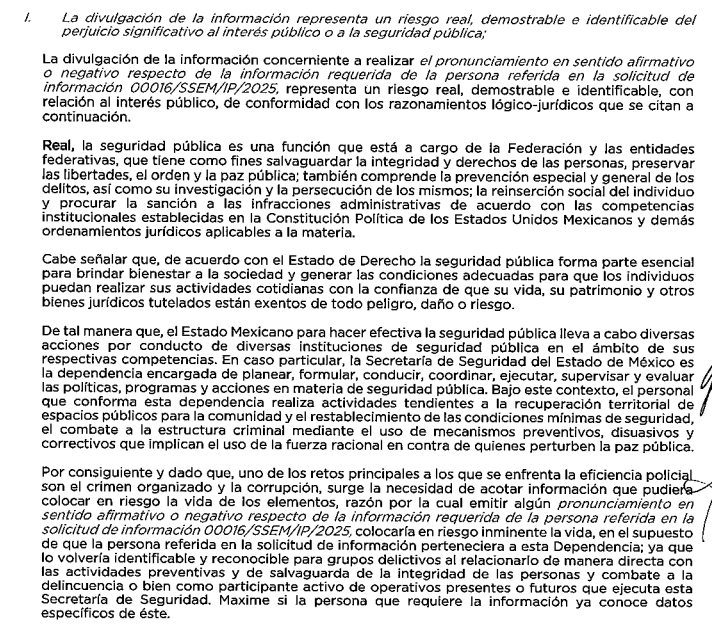 I. La divulgación de la información representa un riesgo real, demostrable e identificable del
perjuicio significativo al interés público o a la seguridad pública;
La divulgación de la información concerniente a realizar el pronunciamiento en sentido afirmativo
o negativo respecto de la información requerida de la persona referida en la solicitud de
información 00016/SSEM/IP/2025, representa un riesgo real, demostrable e identificable, con
relación al interés público, de conformidad con los razonamientos lógico-jurídicos que se citan a
continuación.
Real, la seguridad pública es una función que está a cargo de la Federación y las entidades
federativas, que tiene como fines salvaguardar la integridad y derechos de las personas, preservar
las libertades, el orden y la paz pública; también comprende la prevención especial y general de los
delitos, así como su investigación y la persecución de los mismos; la reinserción social del individuo
y procurar la sanción a las infracciones administrativas de acuerdo con las competencias
institucionales establecidas en la Constitución Política de los Estados Unidos Mexicanos y demás
ordenamientos jurídicos aplicables a la materia.
Cabe señalar que, de acuerdo con el Estado de Derecho la seguridad pública forma parte esencial
para brindar bienestar a la sociedad y generar las condiciones adecuadas para que los individuos
puedan realizar sus actividades cotidianas con la confianza de que su vida, su patrimonio y otros
bienes jurídicos tutelados están exentos de todo peligro, daño o riesgo.
De tal manera que, el Estado Mexicano para hacer efectiva la seguridad pública lleva a cabo diversas
acciones por conducto de diversas instituciones de seguridad pública en el ámbito de sus
respectivas competencias. En caso particular, la Secretaría de Seguridad del Estado de México es
la dependencia encargada de planear, formular, conducir, coordinar, ejecutar, supervisar y evaluar
las políticas, programas y acciones en materia de seguridad pública. Bajo este contexto, el personal
que conforma esta dependencia realiza actividades tendientes a la recuperación territorial de
espacios públicos para la comunidad y el restablecimiento de las condiciones mínimas de seguridad,
el combate a la estructura criminal mediante el uso de mecanismos preventivos, disuasivos y
correctivos que implican el uso de la fuerza racional en contra de quienes perturben la paz pública.
Por consiguiente y dado que, uno de los retos principales a los que se enfrenta la eficiencia policial
son el crimen organizado y la corrupción, surge la necesidad de acotar información que pudiera
colocar en riesgo la vida de los elementos, razón por la cual emitir algún pronunciamiento en
sentido afirmativo o negativo respecto de la información requerida de la persona referida en la
solicitud de información 00016/SSEM/IP/2025, colocaría en riesgo inminente la vida, en el supuesto
de que la persona referida en la solicitud de información perteneciera a esta Dependencia; ya que
lo volvería identificable y reconocible para grupos delictivos al relacionarlo de manera directa con
las actividades preventivas y de salvaguarda de la integridad de las personas y combate a la
delincuencia o bien como participante activo de operativos presentes o futuros que ejecuta esta
Secretaría de Seguridad. Maxime si la persona que requiere la información ya conoce datos
específicos de éste.